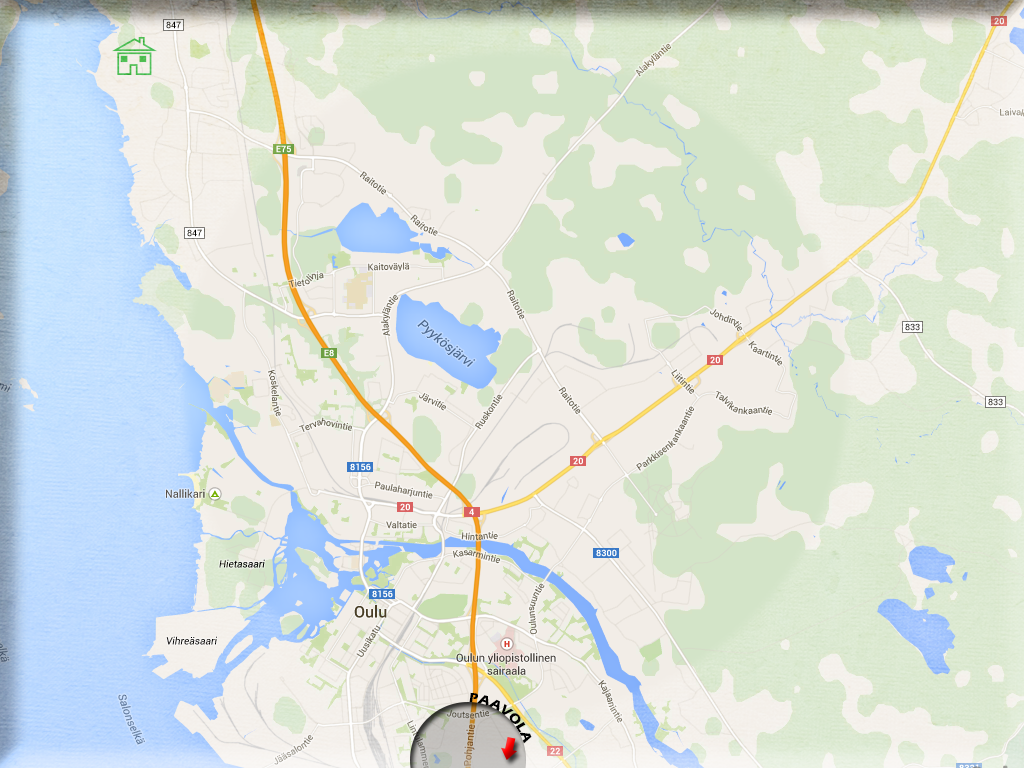 847
20
Alakyläntie
E75
Raitotie
Raitotie
847
Kaitoväylä
Tietolinja
Raitotie
Alakyläntie
Pyykösjärvi
Johdintie
833
E8
20
Kaartintie
Koskelantie
Järvitie
Ruskontie
Raitotie
Liitintie
Talvikankaantie
833
Tervahovintie
Parkkisenkankaantie
20
8156
Paulaharjuntie
Nallikari
20
4
Valtatie
Hintantie
Kasarmintie
8300
Hietasaari
8156
Oulu
Oulunsuuntie
Vihreäsaari
Uusikatu
H
Oulun yliopistollinen
sairaala
Kajaanintie
Salonselkä
PAAVOLA
Joutsentie
Pohjantie
Jääsalontie
22